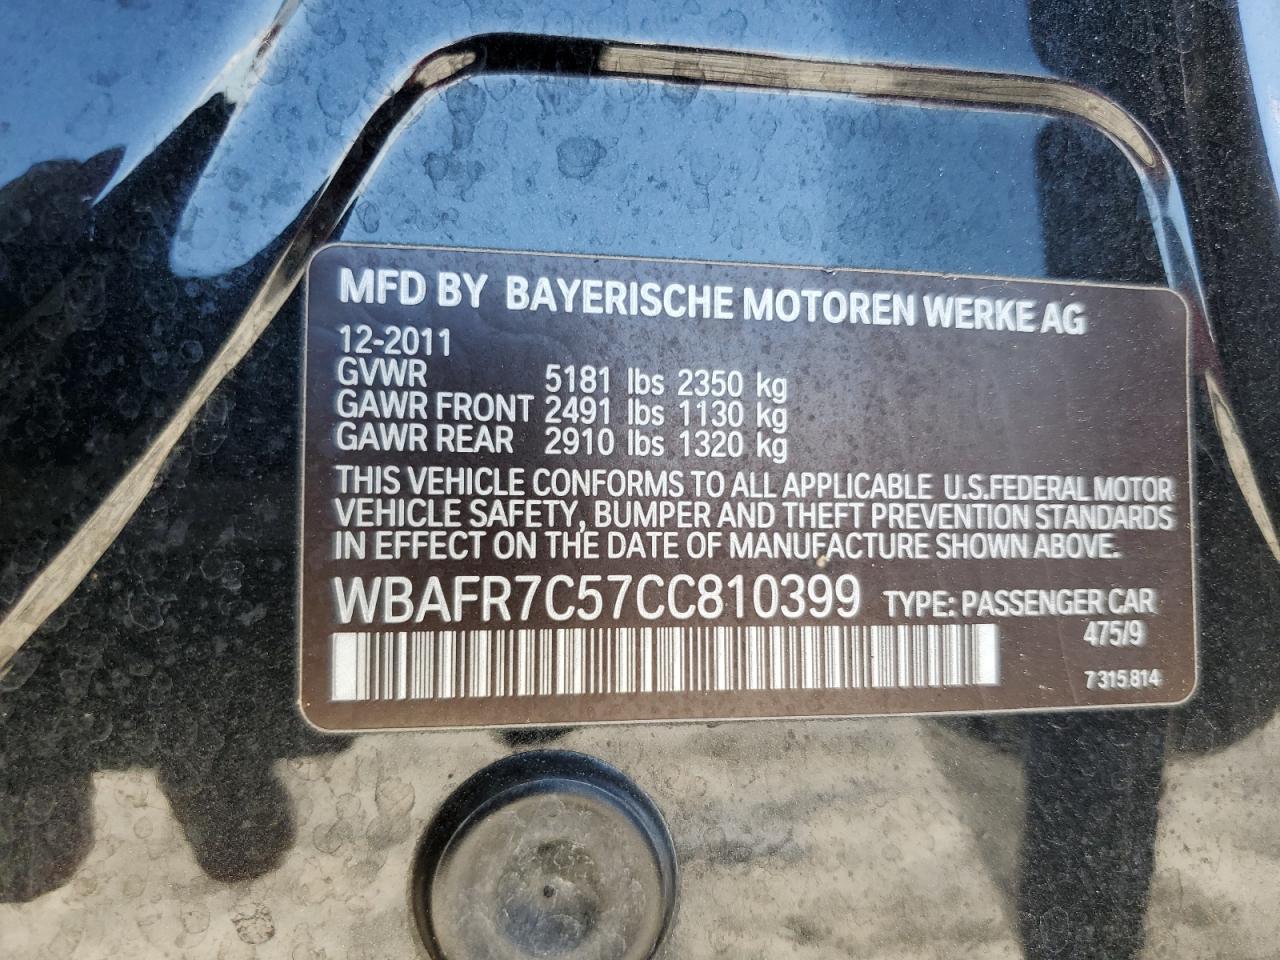 MFD BY BAYERISCHE MOTOREN WERKE AG
12-2011
GVWR 5181 lbs 2350 kg
GAWR FRONT 2491 lbs 1130 kg
GAWR REAR 2910 lbs 1320 kg
THIS VEHICLE CONFORMS TO ALL APPLICABLE U.S.FEDERAL MOTOR
VEHICLE SAFETY, BUMPER AND THEFT PREVENTION STANDARDS
IN EFFECT ON THE DATE OF MANUFACTURE SHOWN ABOVE.
WBAFR7C57CC810399 TYPE: PASSENGER CAR
475/9
7 315 814